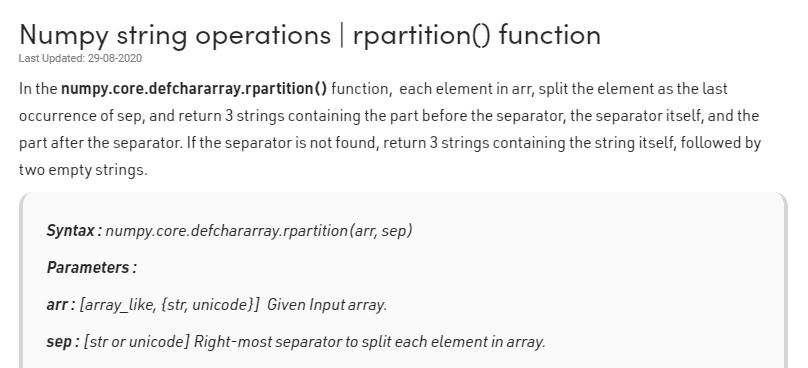 Numpy string operations | rpartition() function
Last Updated: 29-08-2020
In the numpy.core.defchararray.rpartition() function,  each element in arr, split the element as the last
occurrence of sep, and return 3 strings containing the part before the separator, the separator itself, and the
part after the separator. If the separator is not found, return 3 strings containing the string itself, followed by
two empty strings.
Syntax : numpy.core.defchararray.rpartition(arr, sep)
Parameters :
arr : [array_like, {str, unicode}]  Given Input array.
sep : [str or unicode] Right-most separator to split each element in array.